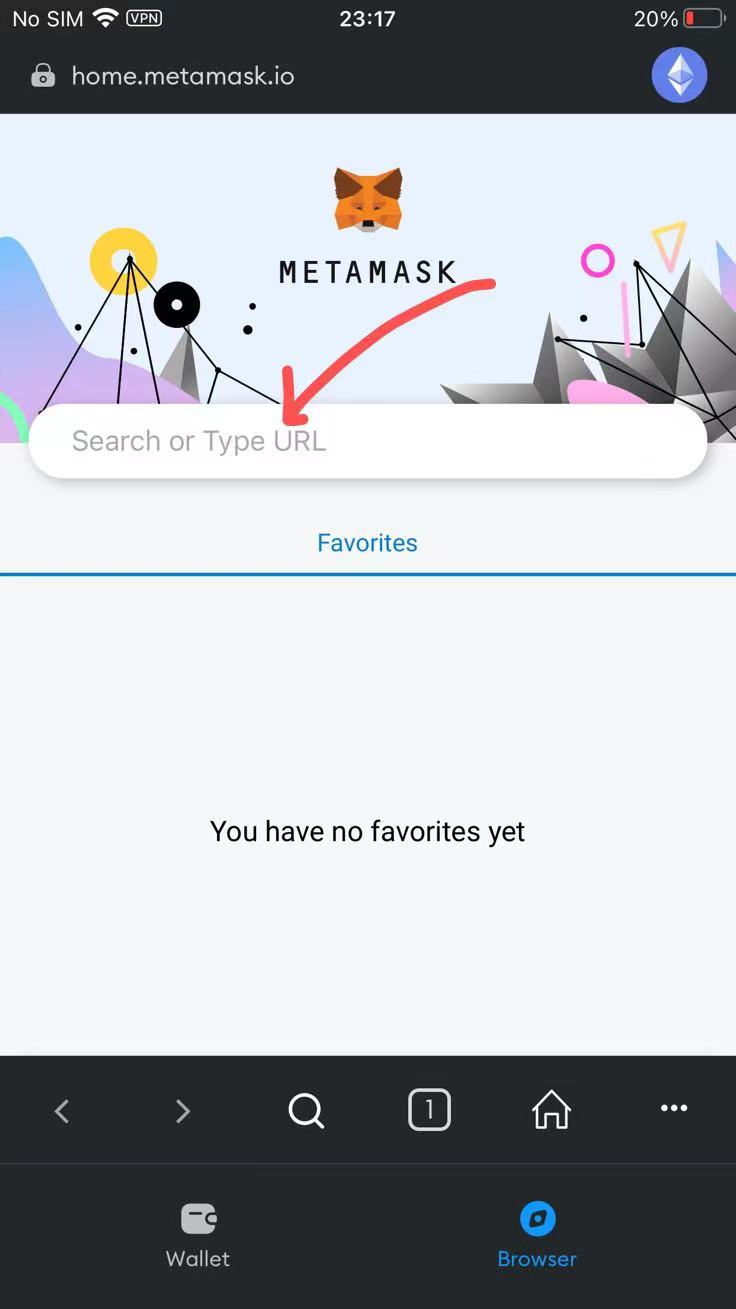 No SIM VPN 23:17 20%
home.metamask.io
METAMASK
Search or Type URL
Favorites
You have no favorites yet
1
Wallet Browser